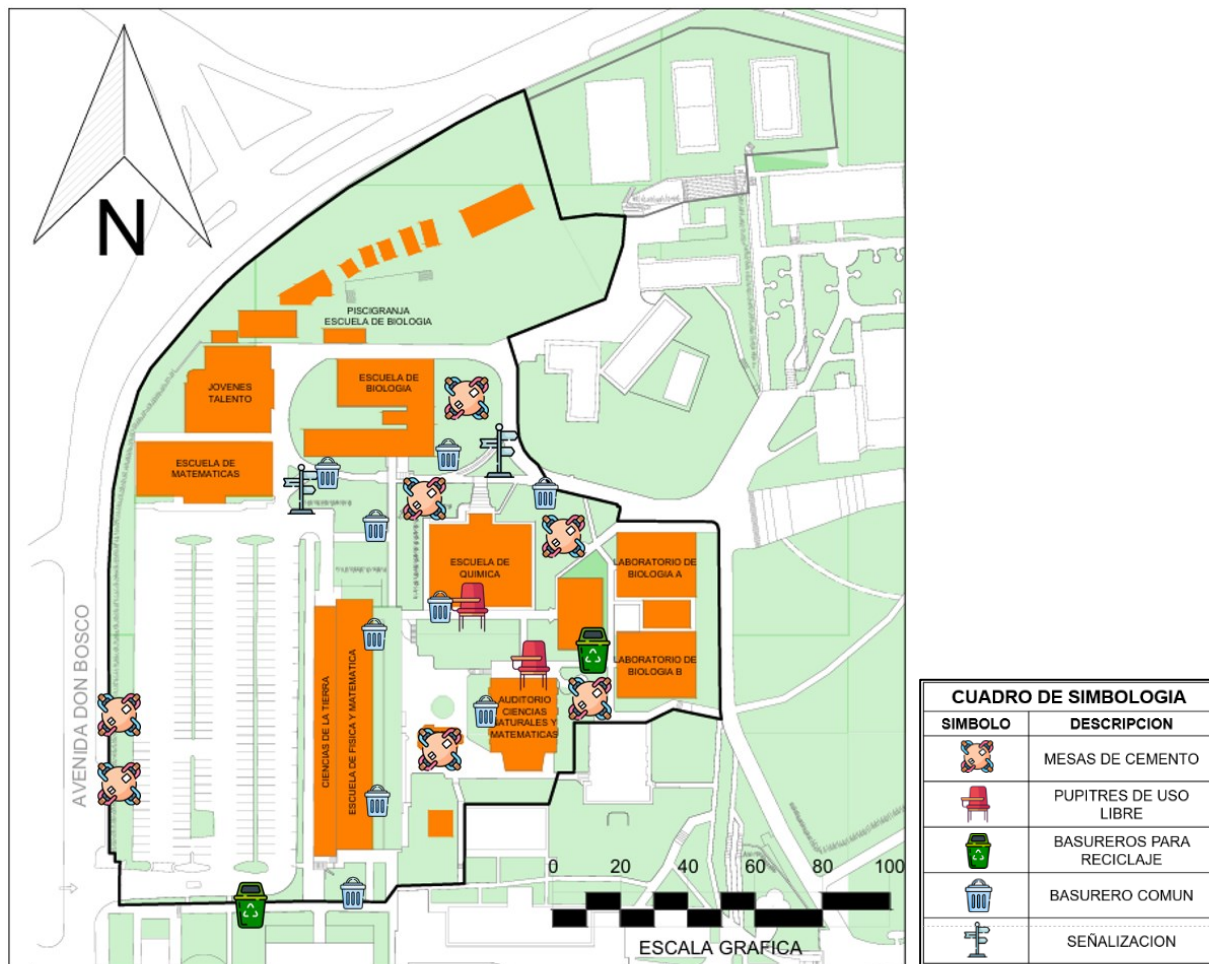 N
PISCIGRANJA
ESCUELA DE BIOLOGIA
JOVENES
TALENTO
ESCUELA DE
BIOLOGIA
ESCUELA DE
MATEMATICAS
ESCUELA DE
QUIMICA
LABORATORIO DE
BIOLOGIA A
LABORATORIO DE
BIOLOGIA B
AUDITORIO
CIENCIAS
NATURALES Y
MATEMATICAS
CIENCIAS DE LA TIERRA
ESCUELA DE FISICA Y MATEMATICA
AVENIDA DON BOSCO
0 20 40 60 80 100
ESCALA GRAFICA
CUADRO DE SIMBOLOGIA
SIMBOLO DESCRIPCION
MESAS DE CEMENTO
PUPITRES DE USO
LIBRE
BASUREROS PARA
RECICLAJE
BASURERO COMUN
SEÑALIZACION